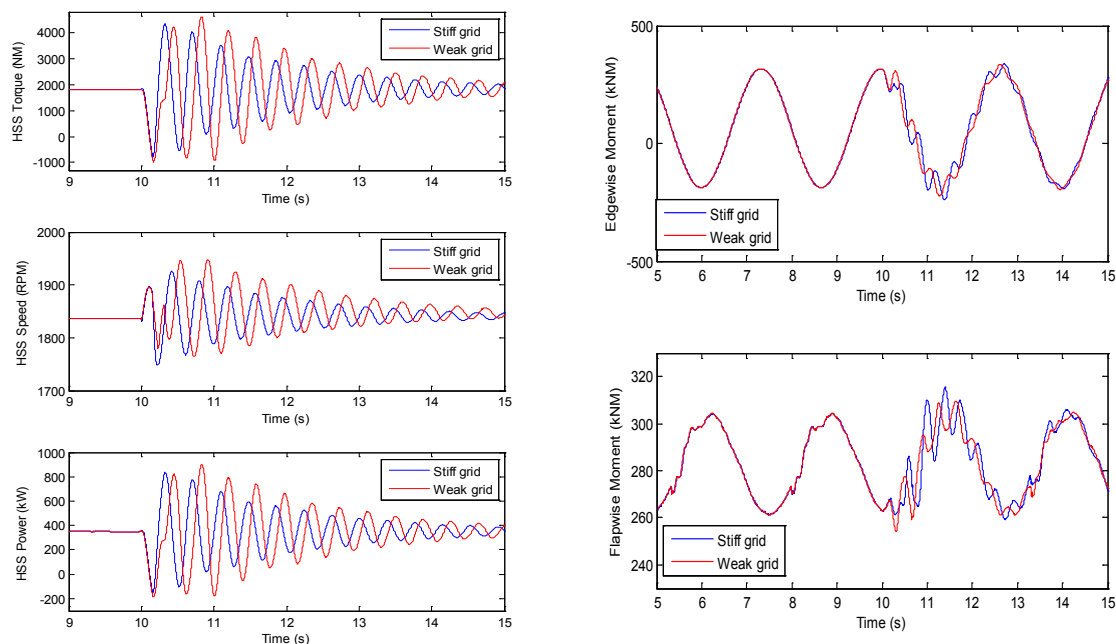 HSS Torque (NM)
4000
3000
2000
1000
0
-1000
Stiff grid
Weak grid
9 10 11 12 13 14 15
Time (s)
HSS Speed (RPM)
2000
1900
1800
1700
Stiff grid
Weak grid
9 10 11 12 13 14 15
Time (s)
HSS Power (kW)
1000
800
600
400
200
0
-200
Stiff grid
Weak grid
9 10 11 12 13 14 15
Time (s)
Edgewise Moment (kNM)
500
0
-500
Stiff grid
Weak grid
5 6 7 8 9 10 11 12 13 14 15
Time (s)
Flapwise Moment (kNM)
320
300
280
260
240
Stiff grid
Weak grid
5 6 7 8 9 10 11 12 13 14 15
Time (s)